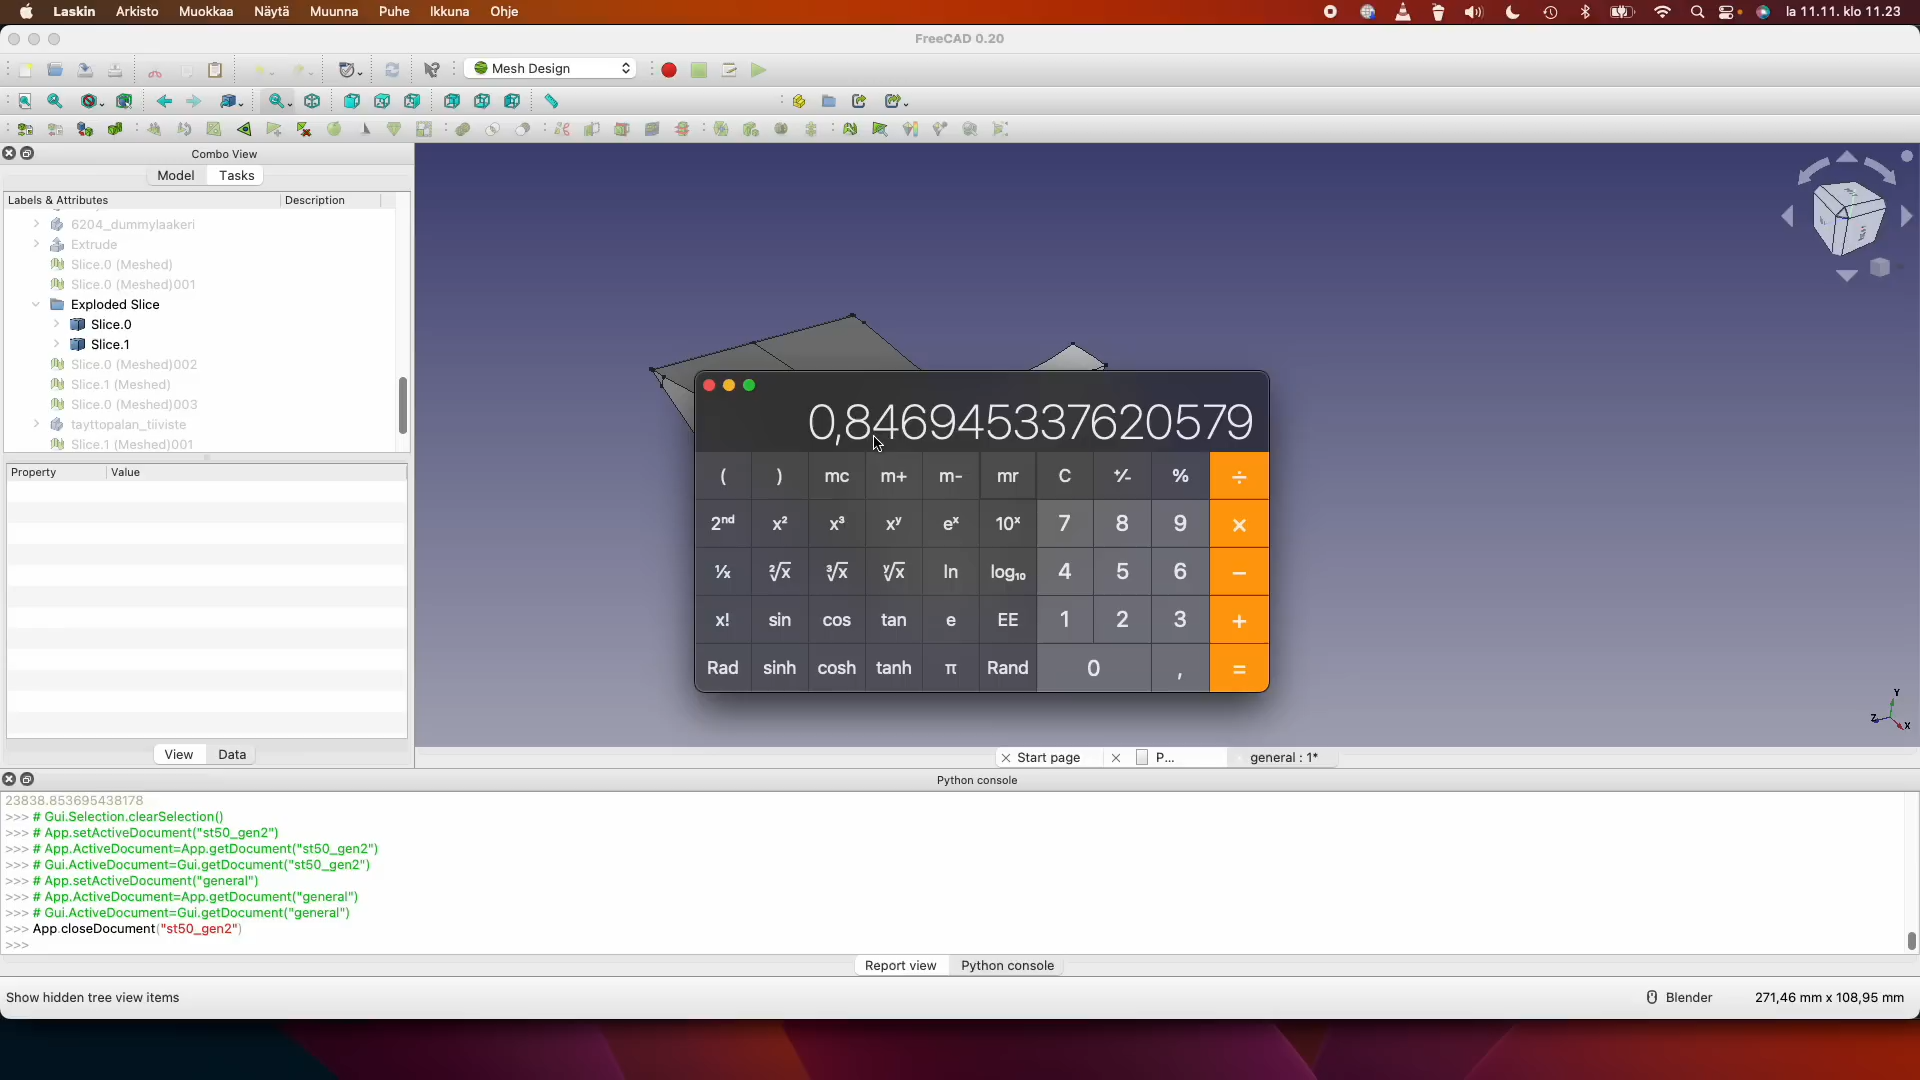 Laskin Arkisto Muokkaa Näytä Muunna Puhe Ikkuna Ohje la 11.11. klo 11.23
FreeCAD 0.20
Mesh Design
Combo View
Model Tasks
Labels & Attributes Description
6204_dummylaakeri
Extrude
Slice.0 (Meshed)
Slice.0 (Meshed)001
Exploded Slice
Slice.0
Slice.1
Slice.0 (Meshed)002
Slice.1 (Meshed)
Slice.0 (Meshed)003
tayttopalan_tiiviste
Slice.1 (Meshed)001
Property Value
View Data
0,846945337620579
( ) mc m+ m- mr C ⁺∕₋ % ÷
2ⁿᵈ x² x³ xʸ eˣ 10ˣ 7 8 9 ×
¹∕ₓ ²√x ³√x ʸ√x ln log₁₀ 4 5 6 −
x! sin cos tan e EE 1 2 3 +
Rad sinh cosh tanh π Rand 0 , =
Y
Z
X
Start page P... general : 1*
Python console
23838.853695438178
>>> # Gui.Selection.clearSelection()
>>> # App.setActiveDocument("st50_gen2")
>>> # App.ActiveDocument=App.getDocument("st50_gen2")
>>> # Gui.ActiveDocument=Gui.getDocument("st50_gen2")
>>> # App.setActiveDocument("general")
>>> # App.ActiveDocument=App.getDocument("general")
>>> # Gui.ActiveDocument=Gui.getDocument("general")
>>> App.closeDocument("st50_gen2")
>>>
Report view Python console
Show hidden tree view items Blender 271,46 mm x 108,95 mm